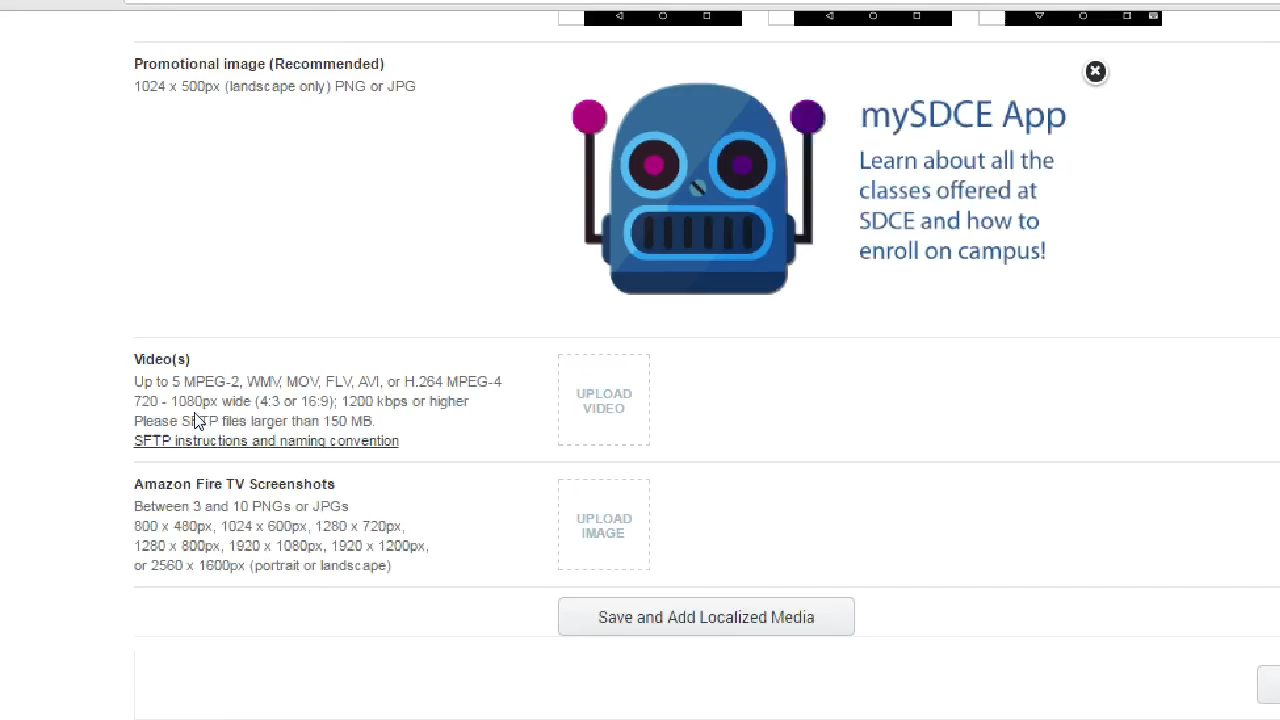 Promotional image (Recommended)
1024 x 500px (landscape only) PNG or JPG
mySDCE App
Learn about all the
classes offered at
SDCE and how to
enroll on campus!
Video(s)
Up to 5 MPEG-2, WMV, MOV, FLV, AVI, or H.264 MPEG-4
720 - 1080px wide (4:3 or 16:9); 1200 kbps or higher
Please SFTP files larger than 150 MB.
SFTP instructions and naming convention
UPLOAD
VIDEO
Amazon Fire TV Screenshots
Between 3 and 10 PNGs or JPGs
800 x 480px, 1024 x 600px, 1280 x 720px,
1280 x 800px, 1920 x 1080px, 1920 x 1200px,
or 2560 x 1600px (portrait or landscape)
UPLOAD
IMAGE
Save and Add Localized Media